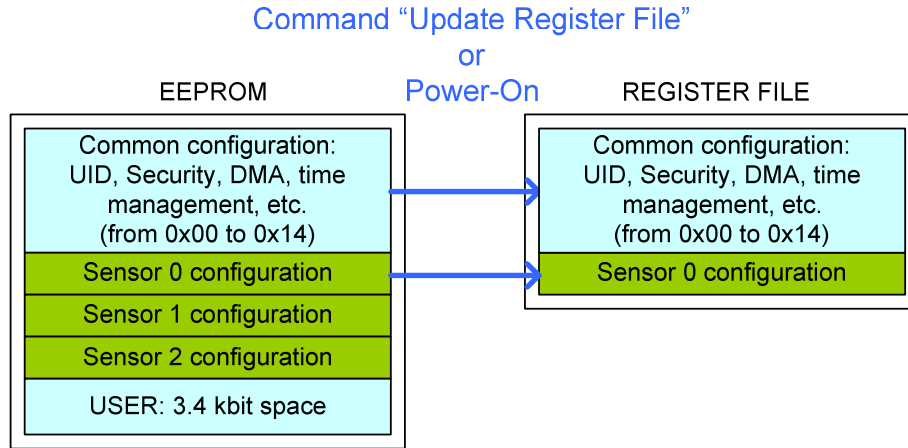 Command “Update Register File”
or
Power-On
EEPROM
REGISTER FILE
Common configuration:
UID, Security, DMA, time
management, etc.
(from 0x00 to 0x14)
Sensor 0 configuration
Sensor 1 configuration
Sensor 2 configuration
USER: 3.4 kbit space
Common configuration:
UID, Security, DMA, time
management, etc.
(from 0x00 to 0x14)
Sensor 0 configuration